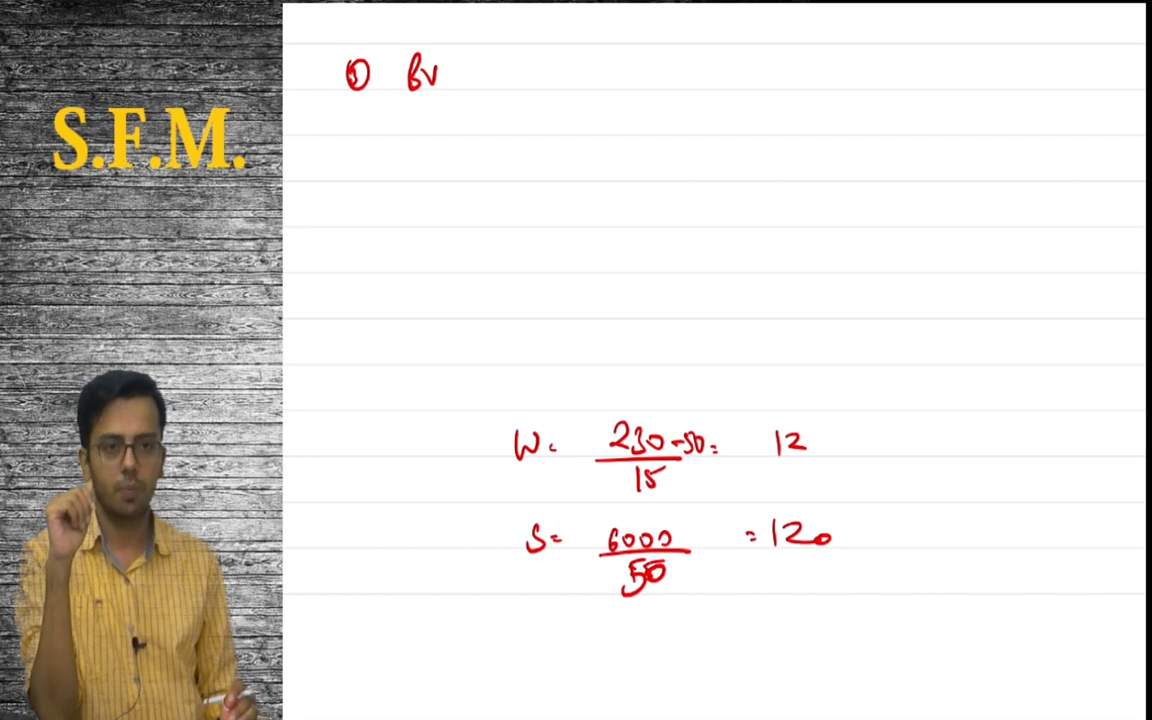 S.F.M.
① BV
W = 230-50 = 12
15
S = 6000 = 120
50